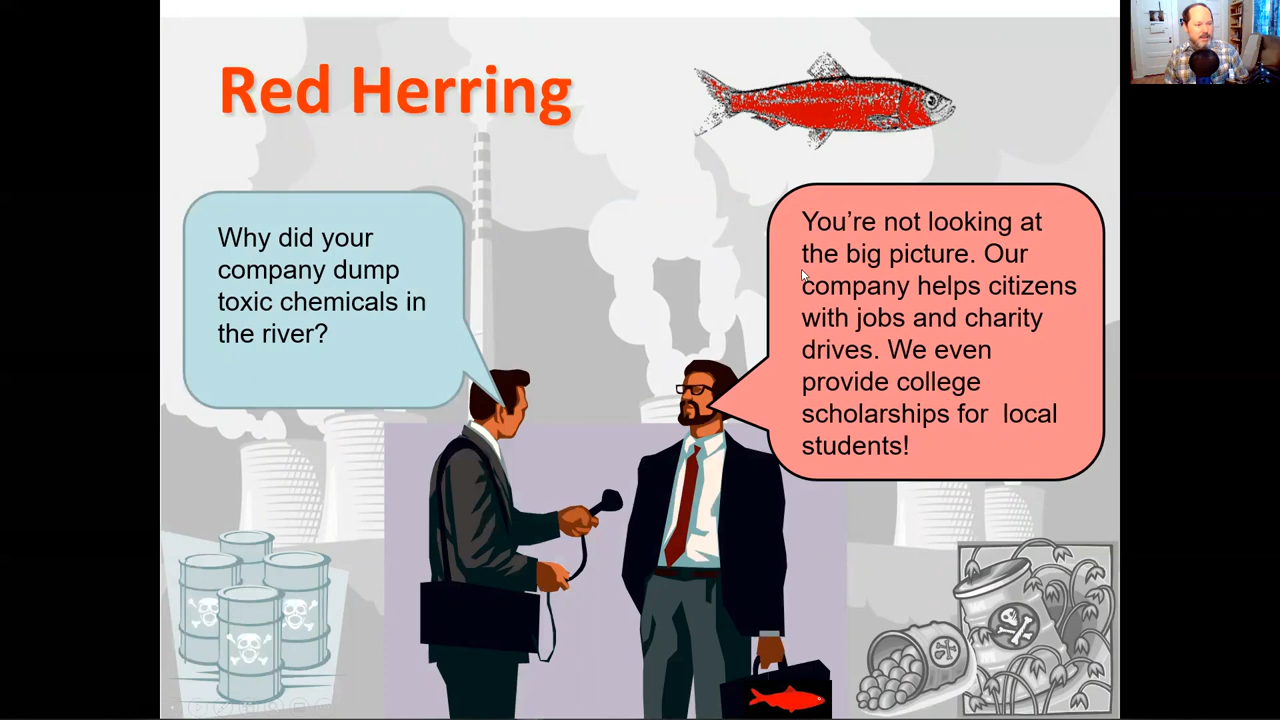 Red Herring
Why did your
company dump
toxic chemicals in
the river?
You’re not looking at
the big picture. Our
company helps citizens
with jobs and charity
drives. We even
provide college
scholarships for  local
students!